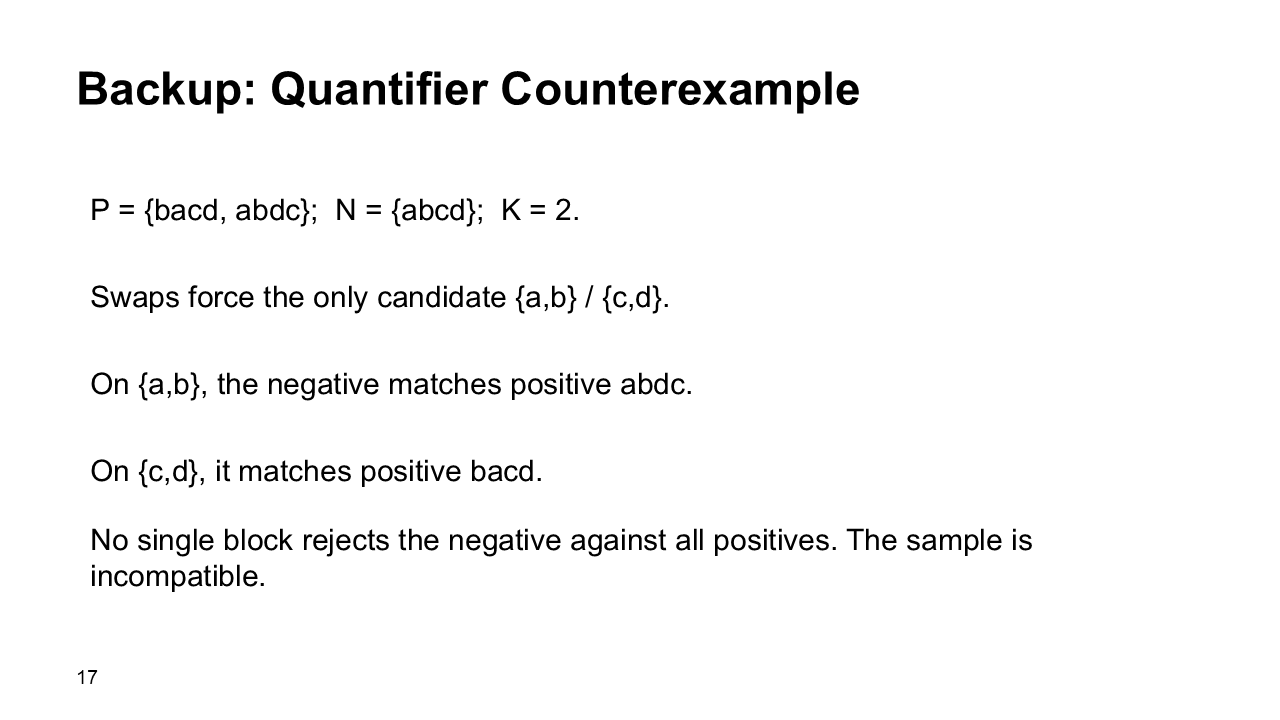 Backup: Quantifier Counterexample
P = {bacd, abdc};  N = {abcd};  K = 2.
Swaps force the only candidate {a,b} / {c,d}.
On {a,b}, the negative matches positive abdc.
On {c,d}, it matches positive bacd.
No single block rejects the negative against all positives. The sample is
incompatible.
17